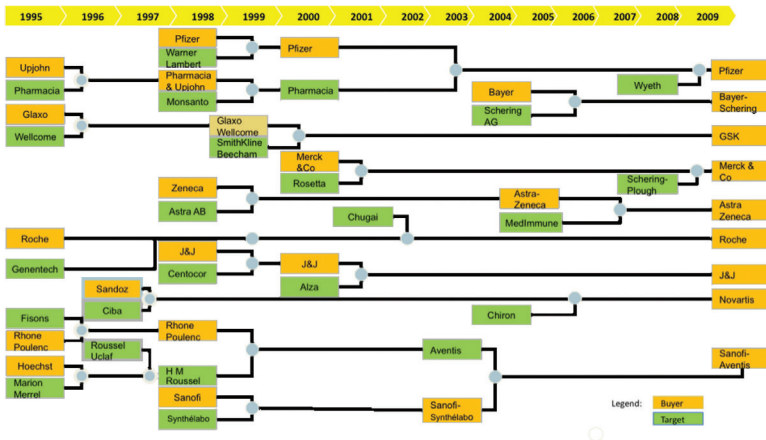 1995 1996 1997 1998 1999 2000 2001 2002 2003 2004 2005 2006 2007 2008 2009
Pfizer
Warner
Lambert
Pfizer
Upjohn
Pharmacia
Pharmacia
& Upjohn
Monsanto
Pharmacia
Bayer
Schering
AG
Wyeth
Pfizer
Bayer-
Schering
Glaxo
Wellcome
Glaxo
Wellcome
SmithKline
Beecham
GSK
Merck
&Co
Rosetta
Schering-
Plough
Merck &
Co
Zeneca
Astra AB
Astra-
Zeneca
MedImmune
Astra
Zeneca
Chugai
Roche
Genentech
Roche
J&J
Centocor
J&J
Alza
J&J
Sandoz
Ciba
Chiron
Novartis
Fisons
Rhone
Poulenc
Roussel
Uclaf
Rhone
Poulenc
Hoechst
Marion
Merrel
H M
Roussel
Aventis
Sanofi-
Aventis
Sanofi
Synthélabo
Sanofi-
Synthélabo
Legend:
Buyer
Target